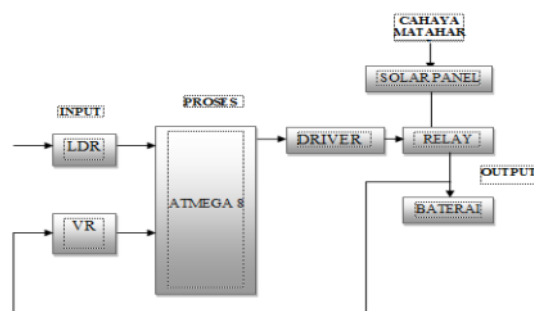 CAHAYA
MATAHAR
SOLAR PANEL
PROSES
INPUT
LDR
DRIVER
RELAY
OUTPUT
ATMEGA 8
BATERAI
VR